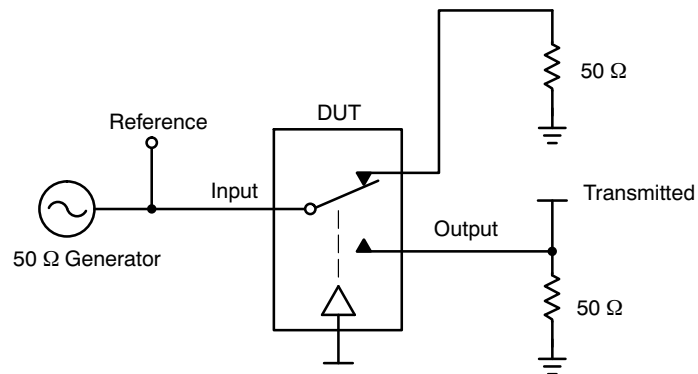 50 Ω
DUT
Reference
Input
Transmitted
Output
50 Ω Generator
50 Ω